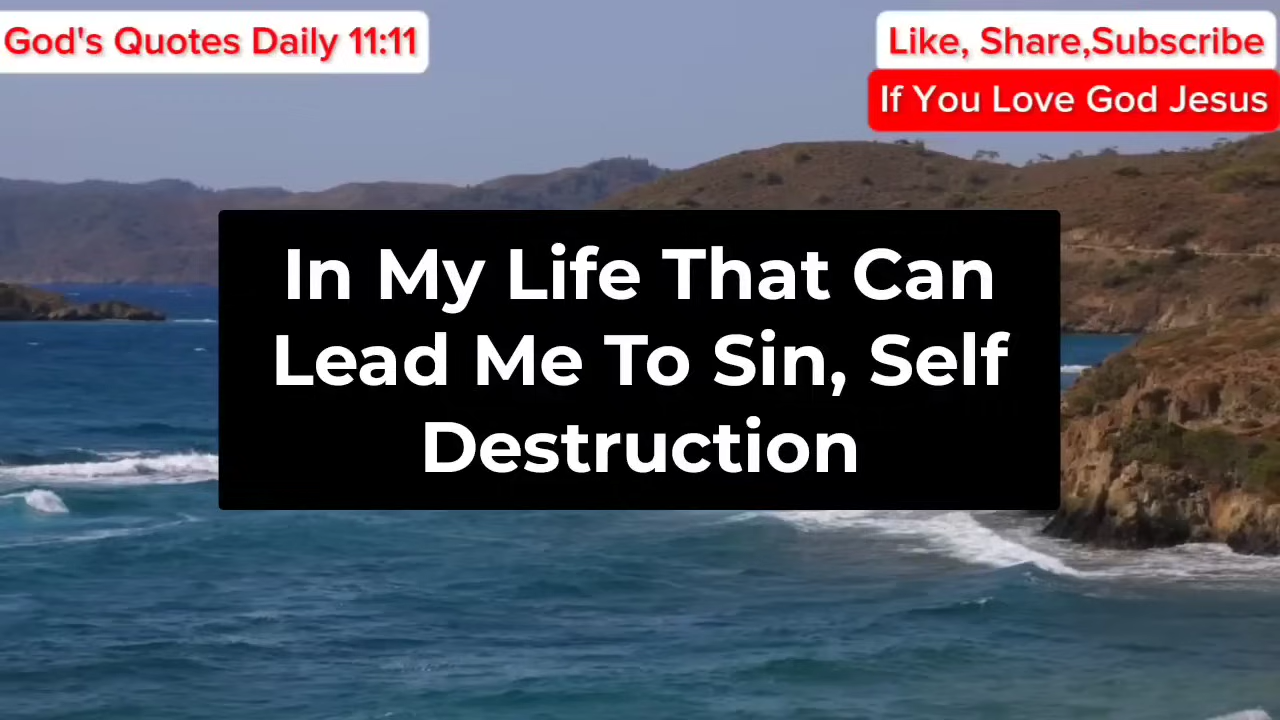 God's Quotes Daily 11:11
Like, Share,Subscribe
If You Love God Jesus
In My Life That Can
Lead Me To Sin, Self
Destruction